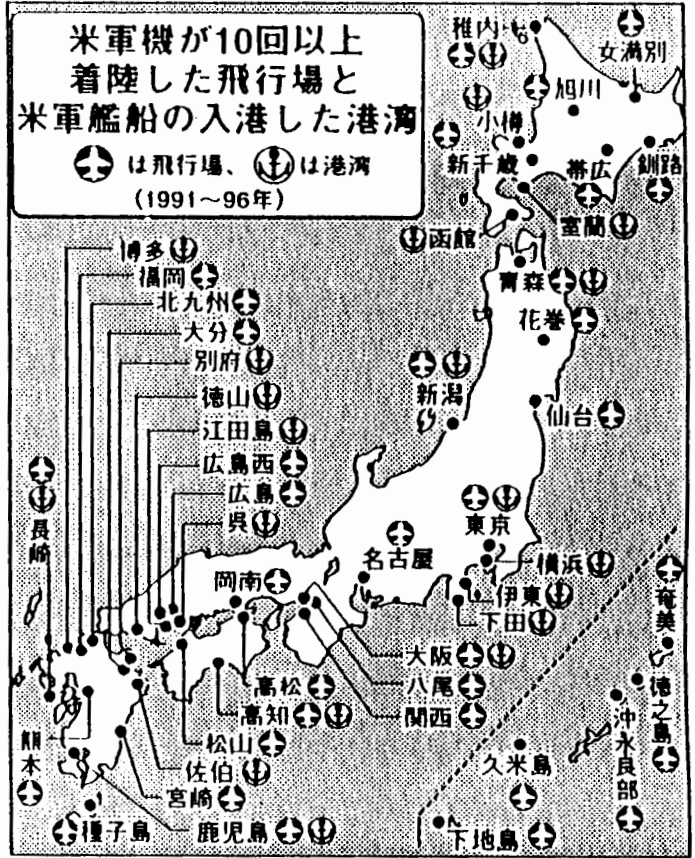 米軍機が10回以上
着陸した飛行場と
米軍艦船の入港した港湾
は飛行場、は港湾
(1991～96年)
稚内
女満別
旭川
小樽
新千歳
帯広
釧路
室蘭
函館
青森
花巻
新潟
仙台
博多
福岡
北九州
大分
別府
徳山
江田島
広島西
広島
呉
長崎
東京
名古屋
横浜
岡南
伊東
下田
大阪
八尾
関西
高松
高知
松山
佐伯
宮崎
鹿児島
熊本
種子島
奄美
徳之島
沖永良部
久米島
下地島